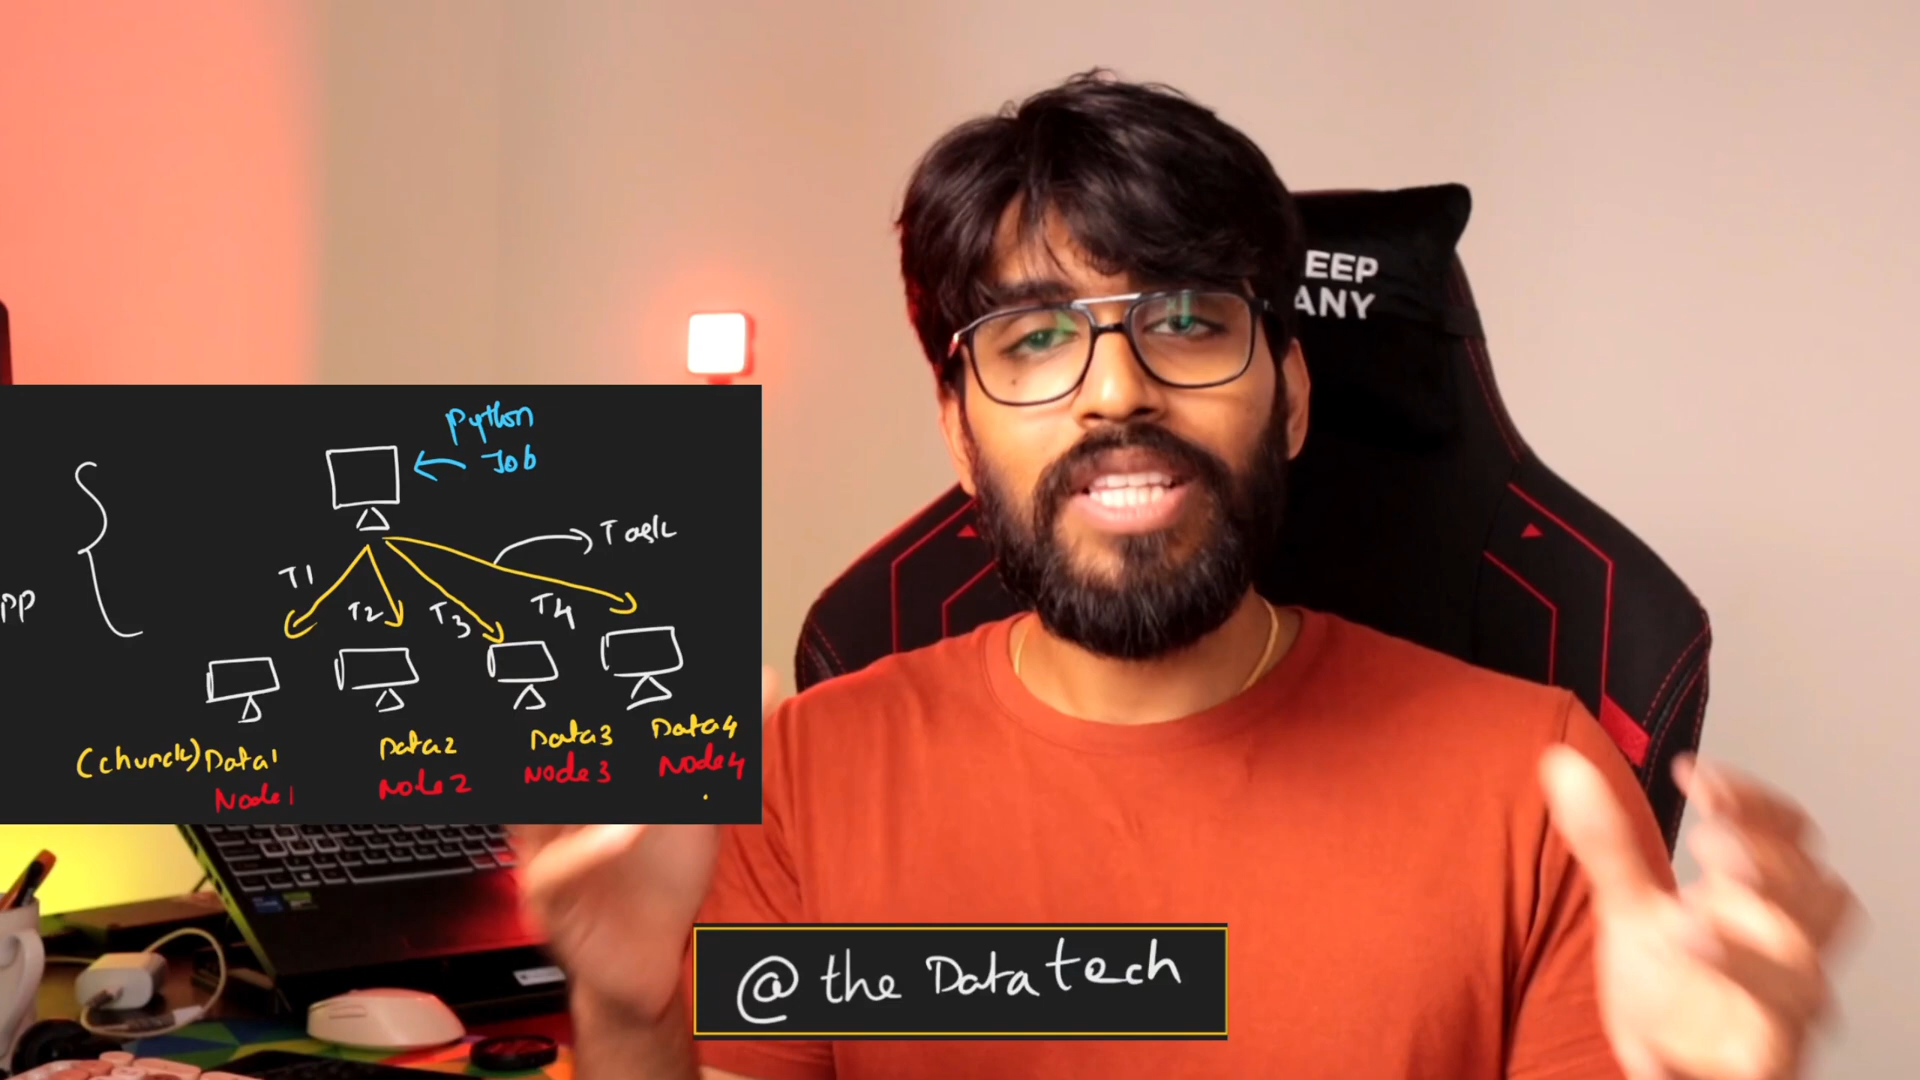 EEP
ANY
Python
Job
Task
T1
T2
T3
T4
PP
(chunck) Data1
Data2
Data3
Data4
Node1
Node2
Node3
Node4
@ the Datatech